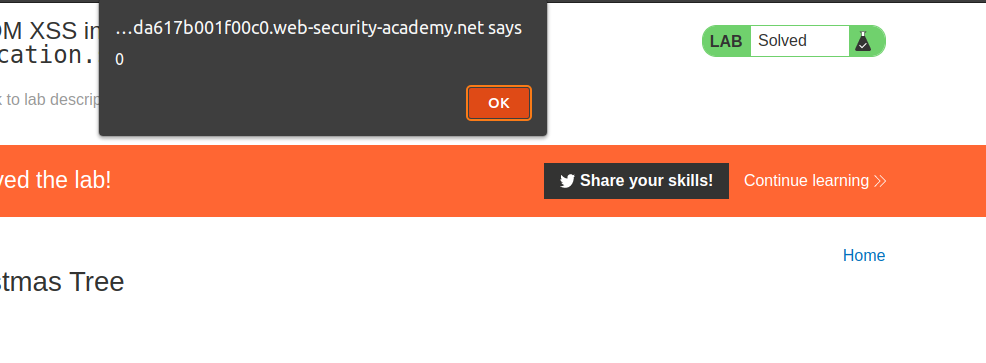 OM XSS in
cation.
k to lab descrip
…da617b001f00c0.web-security-academy.net says
0
OK
LAB Solved
ved the lab!
Share your skills!
Continue learning
Home
stmas Tree